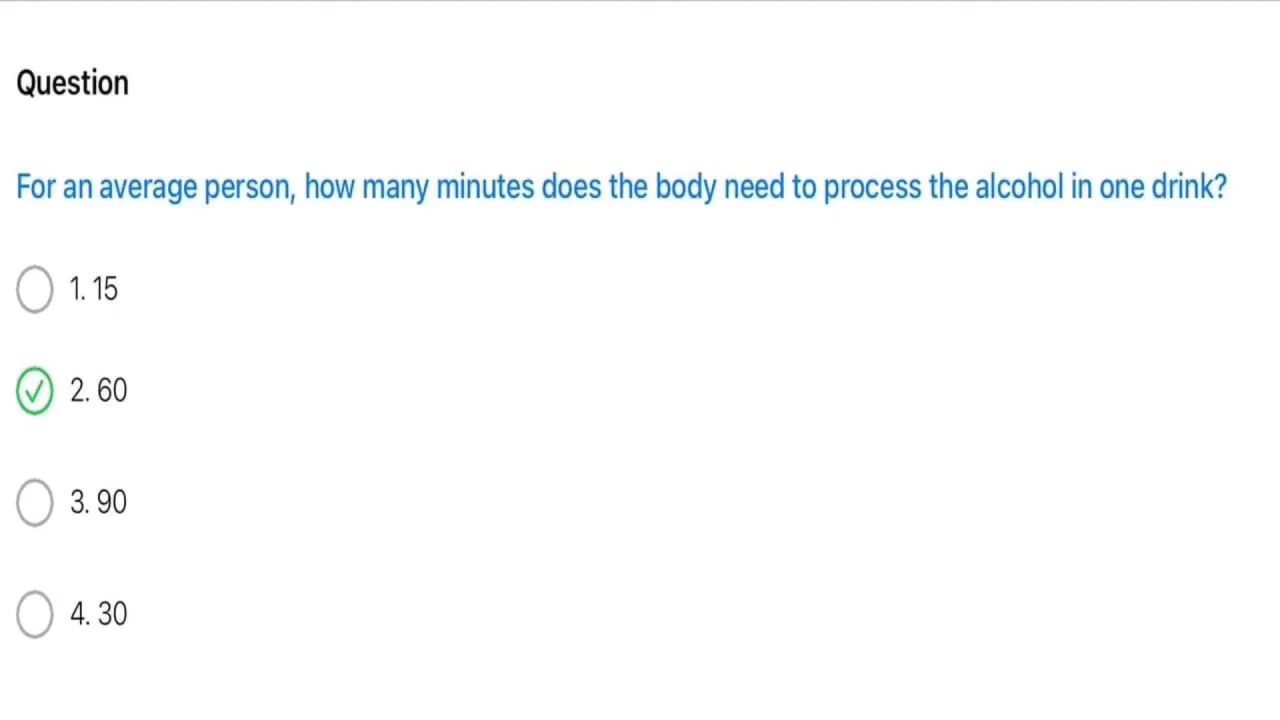 Question
For an average person, how many minutes does the body need to process the alcohol in one drink?
1. 15
2. 60
3. 90
4. 30